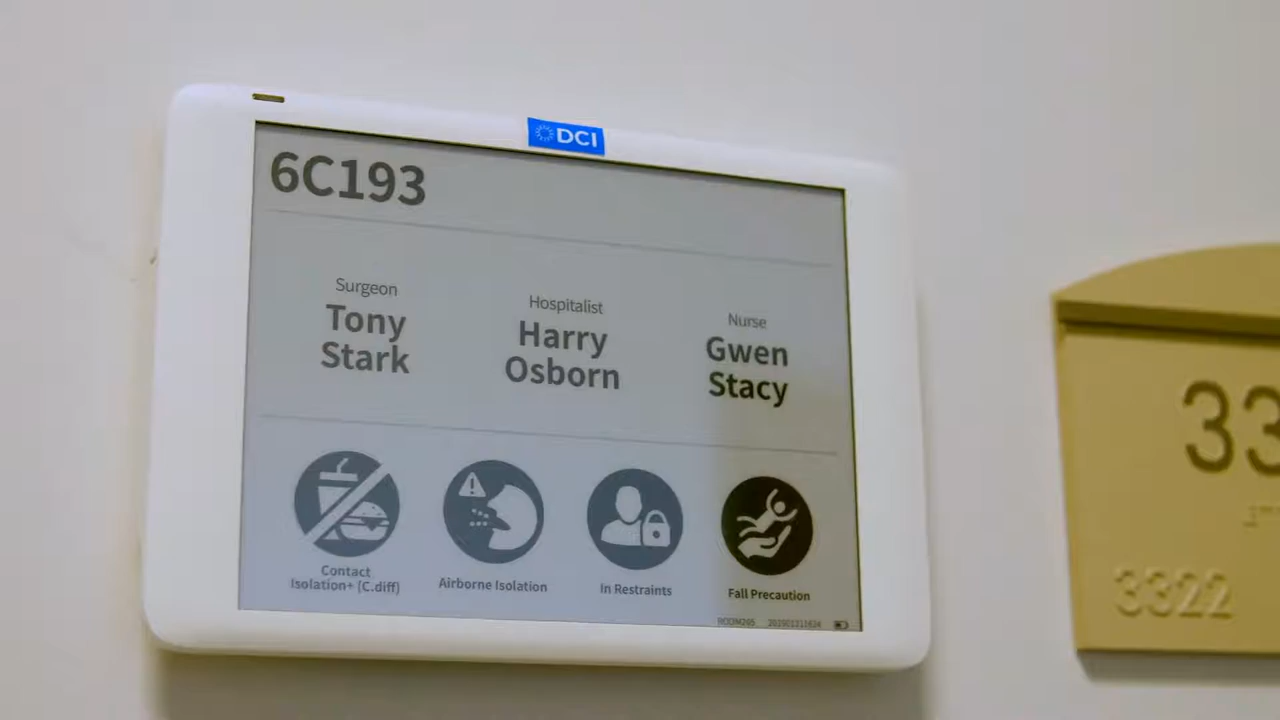 DCI
6C193
Surgeon
Tony
Stark
Hospitalist
Harry
Osborn
Nurse
Gwen
Stacy
Contact
Isolation+ (C.diff)
Airborne Isolation
In Restraints
Fall Precaution
33
3322